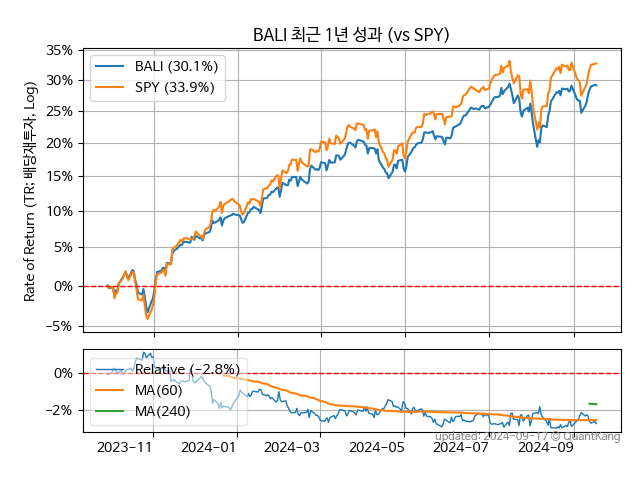 BALI 최근 1년 성과 (vs SPY)
35%
30%
25%
20%
15%
10%
5%
0%
−5%
Rate of Return (TR: 배당재투자, Log)
BALI (30.1%)
SPY (33.9%)
0%
−2%
Relative (−2.8%)
MA(60)
MA(240)
2023−11
2024−01
2024−03
2024−05
2024−07
2024−09
updated: 2024−09−17 © QuantKang